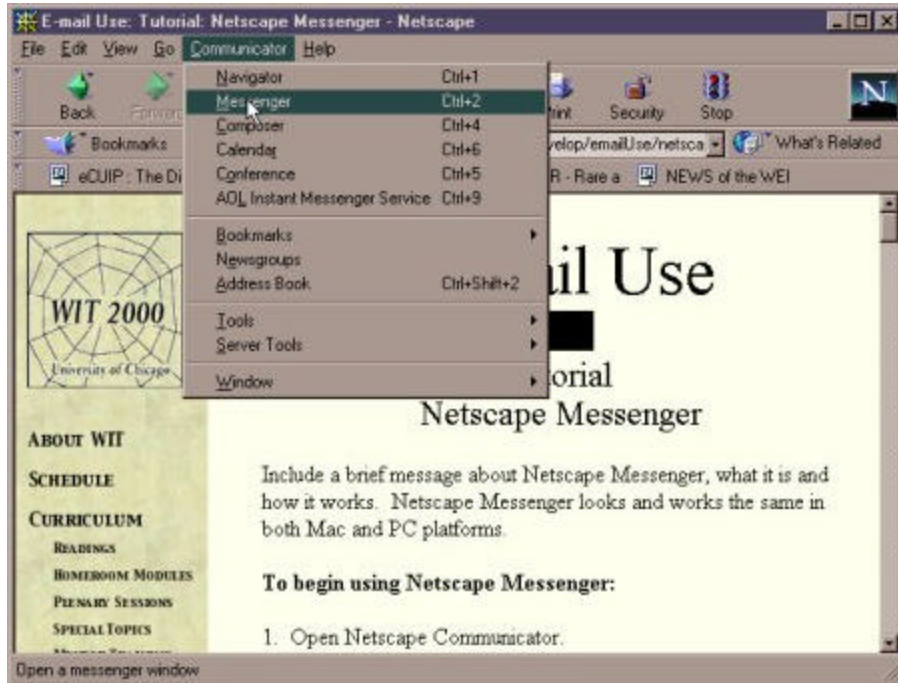 E-mail Use: Tutorial: Netscape Messenger - Netscape
File Edit View Go Communicator Help
Navigator Ctrl+1
Messenger Ctrl+2
Composer Ctrl+4
Calendar Ctrl+6
Conference Ctrl+5
AOL Instant Messenger Service Ctrl+9
Bookmarks
Newsgroups
Address Book Ctrl+Shift+2
Tools
Server Tools
Window
Back Forward Print Security Stop N
Bookmarks velop/emailUse/netsca What's Related
eCUIP : The Di R - Rare a NEWS of the WEI
WIT 2000
University of Chicago
ABOUT WIT
SCHEDULE
CURRICULUM
READINGS
HOMEROOM MODULES
PLENARY SESSIONS
SPECIAL TOPICS
ail Use
orial
Netscape Messenger
Include a brief message about Netscape Messenger, what it is and
how it works. Netscape Messenger looks and works the same in
both Mac and PC platforms.
To begin using Netscape Messenger:
1. Open Netscape Communicator.
Open a messenger window